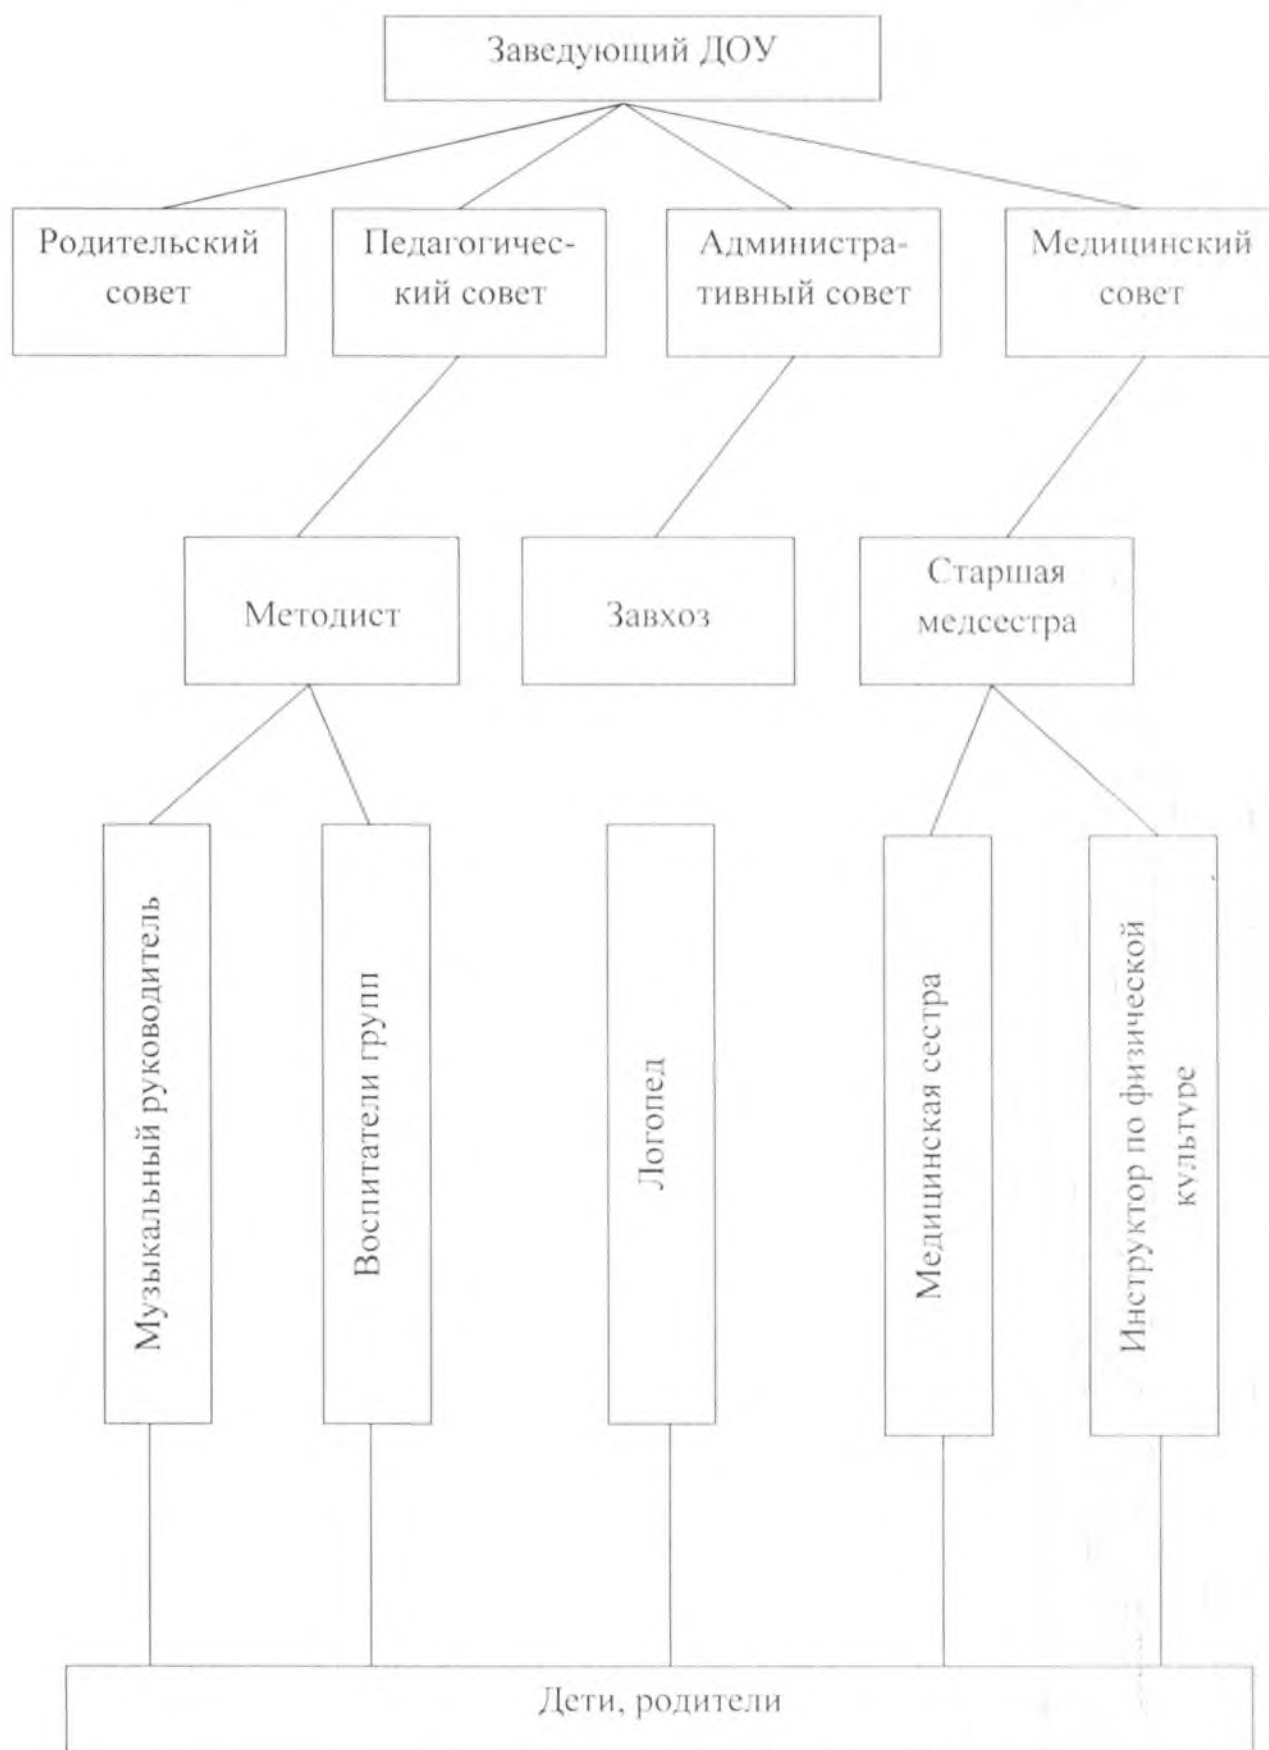 Заведующий ДОУ
Родительский
совет
Педагогичес-
кий совет
Администра-
тивный совет
Медицинский
совет
Методист
Завхоз
Старшая
медсестра
Музыкальный руководитель
Воспитатели групп
Логопед
Медицинская сестра
Инструктор по физической
культуре
Дети, родители